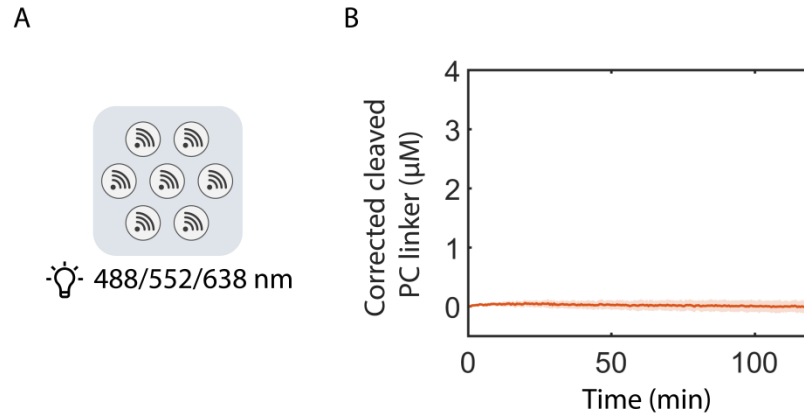 A
488/552/638 nm
B
Corrected cleaved
PC linker (µM)
4
3
2
1
0
0
50
100
Time (min)